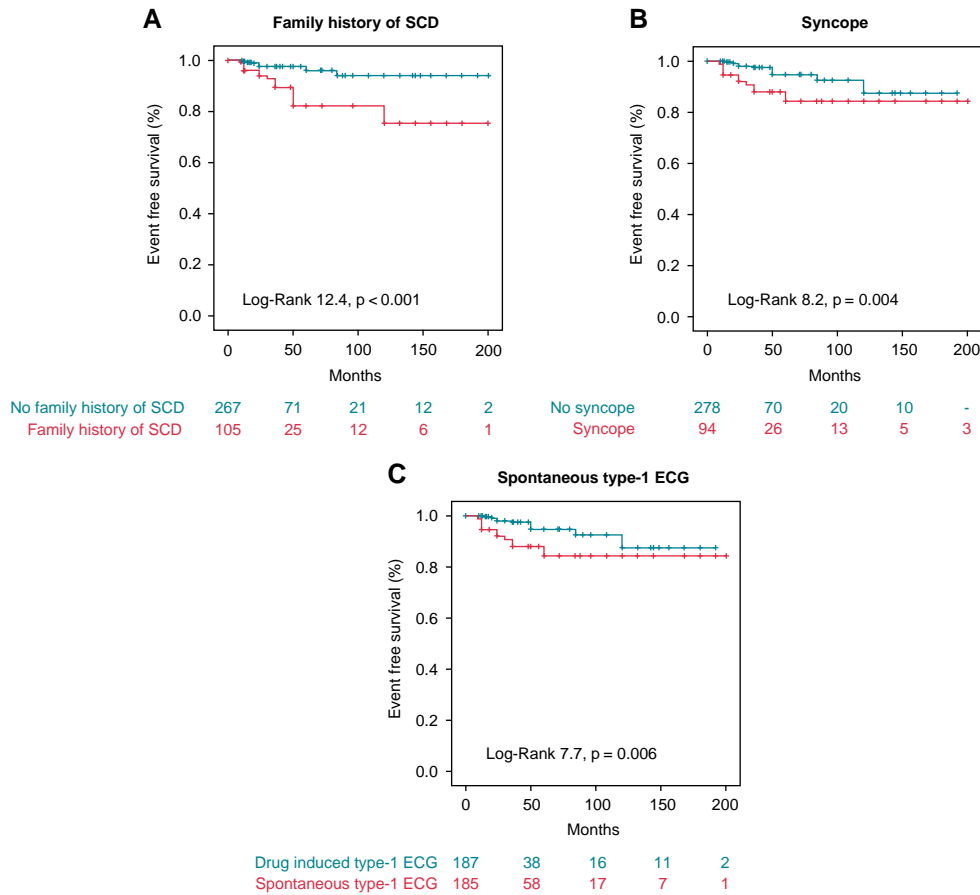 A Family history of SCD
Event free survival (%)
1.0
0.8
0.6
0.4
0.2
0.0
Log-Rank 12.4, p < 0.001
0 50 100 150 200
Months
No family history of SCD 267 71 21 12 2
Family history of SCD 105 25 12 6 1
B Syncope
Event free survival (%)
1.0
0.8
0.6
0.4
0.2
0.0
Log-Rank 8.2, p = 0.004
0 50 100 150 200
Months
No syncope 278 70 20 10 -
Syncope 94 26 13 5 3
C Spontaneous type-1 ECG
Event free survival (%)
1.0
0.8
0.6
0.4
0.2
0.0
Log-Rank 7.7, p = 0.006
0 50 100 150 200
Months
Drug induced type-1 ECG 187 38 16 11 2
Spontaneous type-1 ECG 185 58 17 7 1